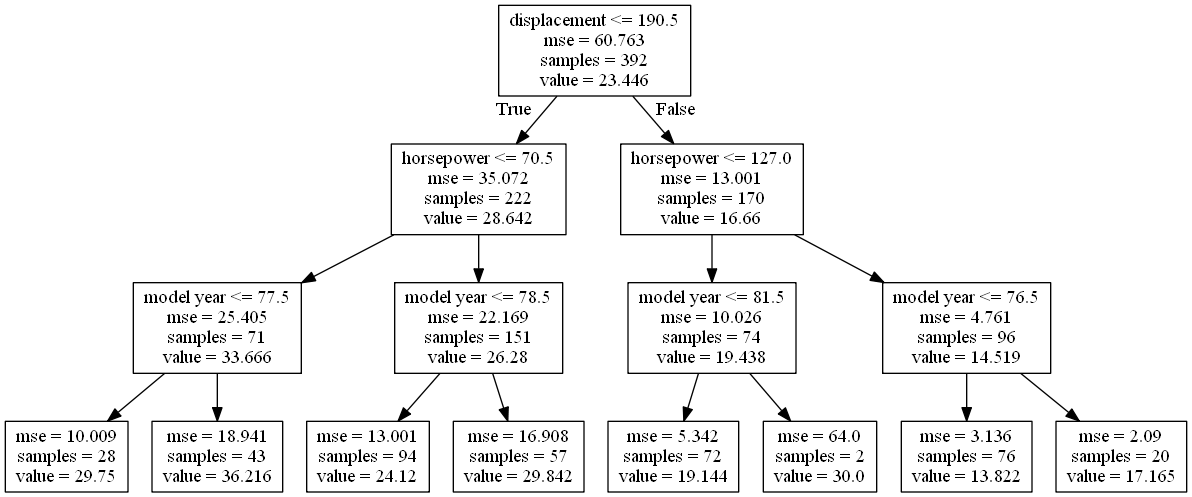 displacement <= 190.5
mse = 60.763
samples = 392
value = 23.446
True
False
horsepower <= 70.5
mse = 35.072
samples = 222
value = 28.642
horsepower <= 127.0
mse = 13.001
samples = 170
value = 16.66
model year <= 77.5
mse = 25.405
samples = 71
value = 33.666
model year <= 78.5
mse = 22.169
samples = 151
value = 26.28
model year <= 81.5
mse = 10.026
samples = 74
value = 19.438
model year <= 76.5
mse = 4.761
samples = 96
value = 14.519
mse = 10.009
samples = 28
value = 29.75
mse = 18.941
samples = 43
value = 36.216
mse = 13.001
samples = 94
value = 24.12
mse = 16.908
samples = 57
value = 29.842
mse = 5.342
samples = 72
value = 19.144
mse = 64.0
samples = 2
value = 30.0
mse = 3.136
samples = 76
value = 13.822
mse = 2.09
samples = 20
value = 17.165